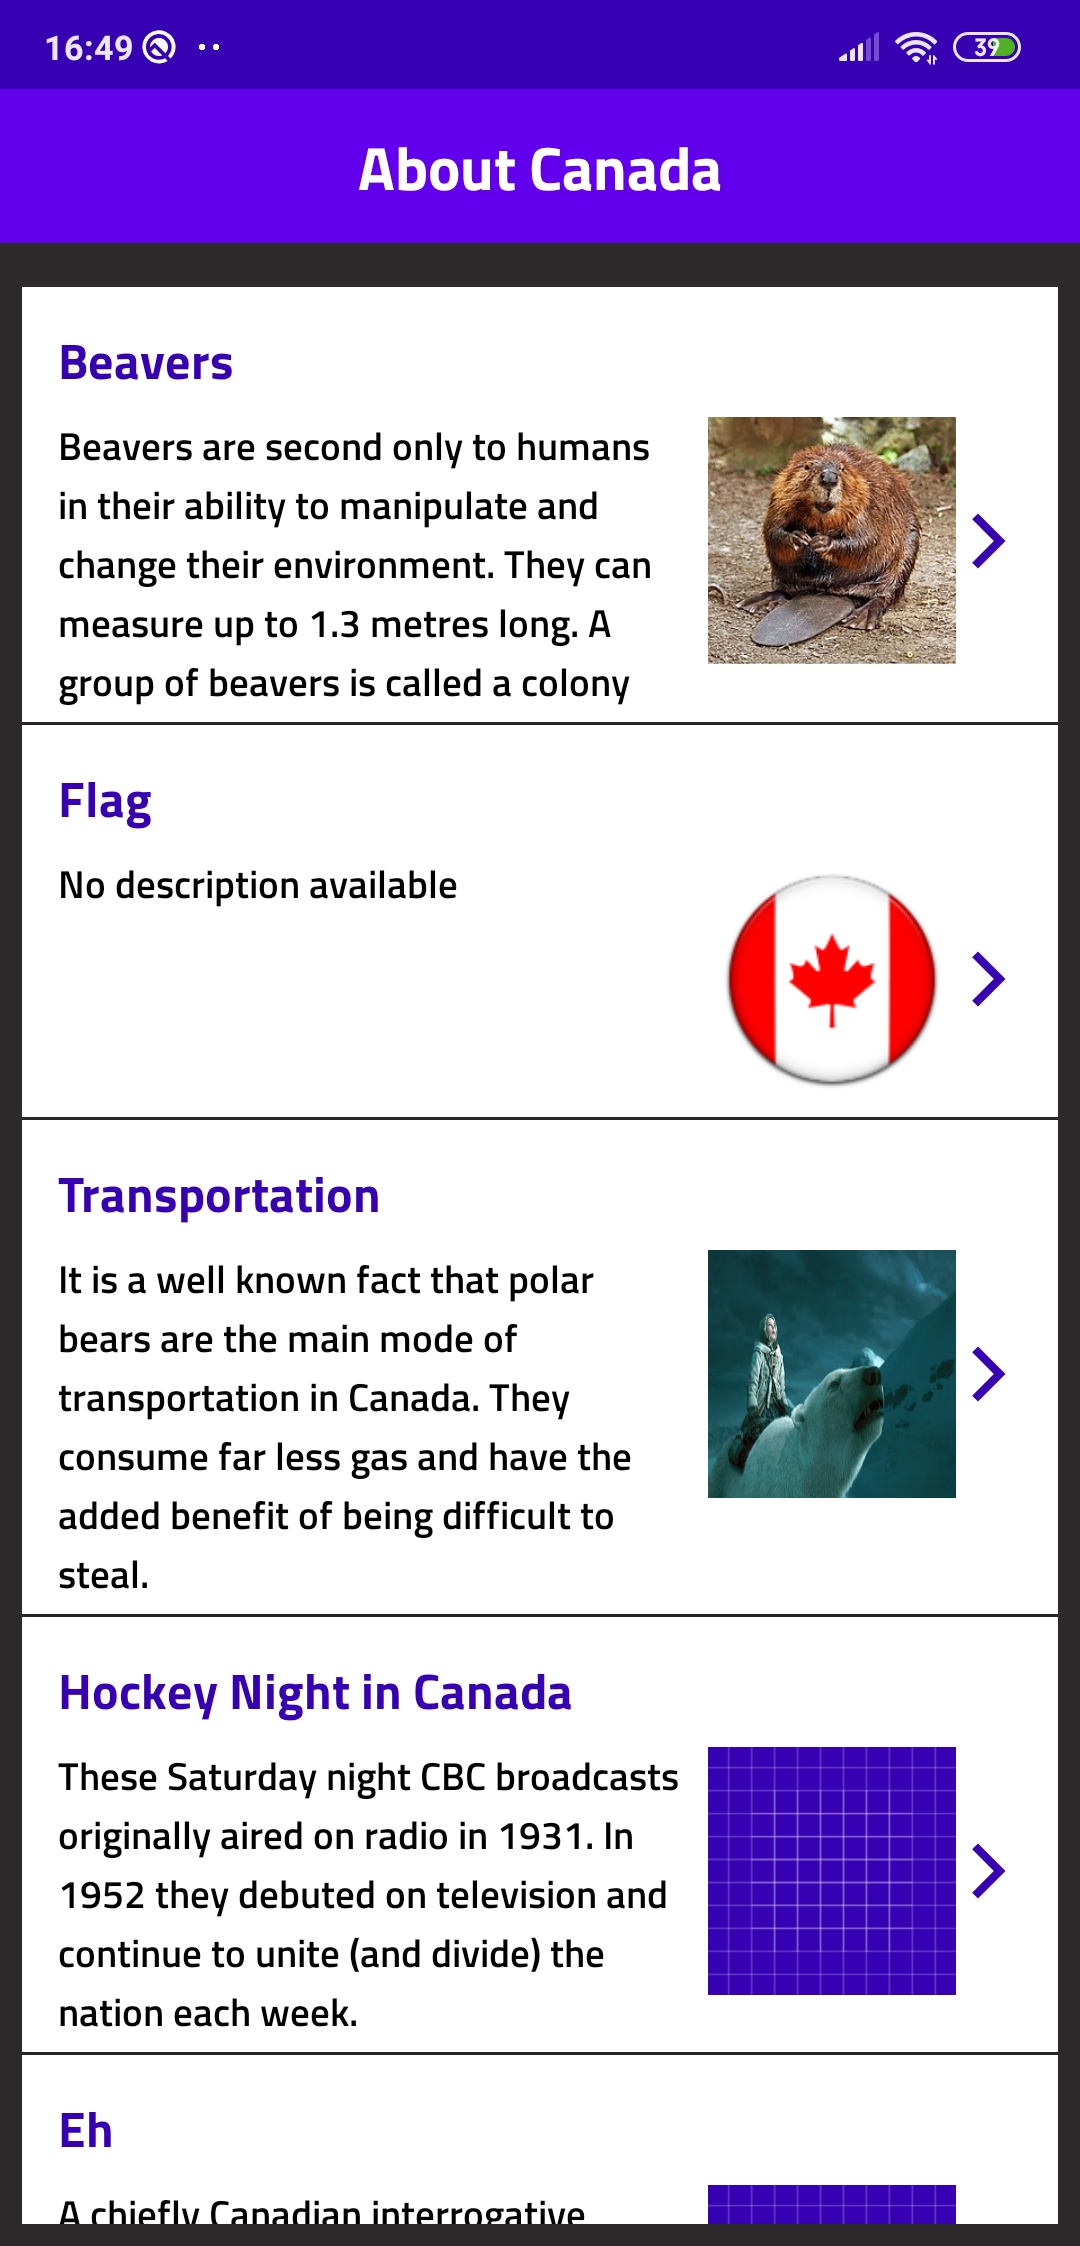 16:49
39
About Canada
Beavers
Beavers are second only to humans
in their ability to manipulate and
change their environment. They can
measure up to 1.3 metres long. A
group of beavers is called a colony
Flag
No description available
Transportation
It is a well known fact that polar
bears are the main mode of
transportation in Canada. They
consume far less gas and have the
added benefit of being difficult to
steal.
Hockey Night in Canada
These Saturday night CBC broadcasts
originally aired on radio in 1931. In
1952 they debuted on television and
continue to unite (and divide) the
nation each week.
Eh
A chiefly Canadian interrogative